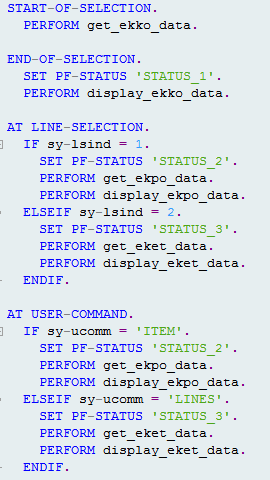 START-OF-SELECTION.
PERFORM get_ekko_data.
END-OF-SELECTION.
SET PF-STATUS 'STATUS_1'.
PERFORM display_ekko_data.
AT LINE-SELECTION.
IF sy-lsind = 1.
SET PF-STATUS 'STATUS_2'.
PERFORM get_ekpo_data.
PERFORM display_ekpo_data.
ELSEIF sy-lsind = 2.
SET PF-STATUS 'STATUS_3'.
PERFORM get_eket_data.
PERFORM display_eket_data.
ENDIF.
AT USER-COMMAND.
IF sy-ucomm = 'ITEM'.
SET PF-STATUS 'STATUS_2'.
PERFORM get_ekpo_data.
PERFORM display_ekpo_data.
ELSEIF sy-ucomm = 'LINES'.
SET PF-STATUS 'STATUS_3'.
PERFORM get_eket_data.
PERFORM display_eket_data.
ENDIF.